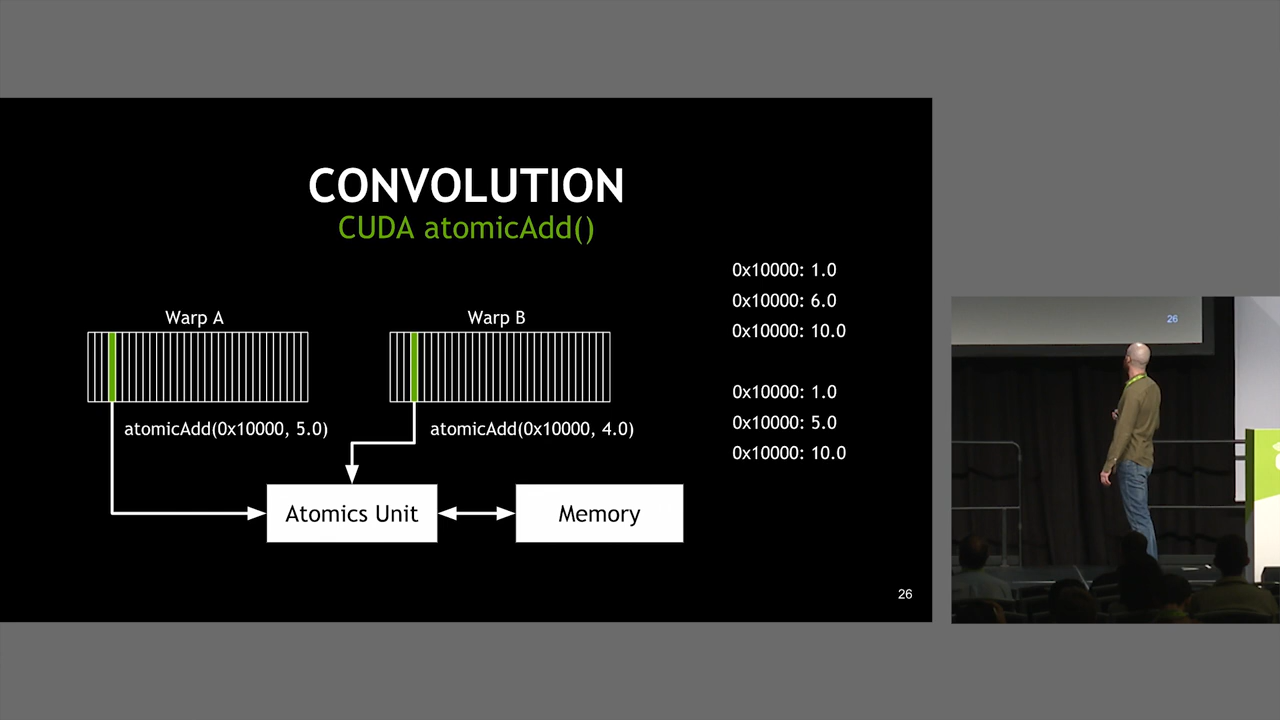 CONVOLUTION
CUDA atomicAdd()
Warp A
Warp B
atomicAdd(0x10000, 5.0)
atomicAdd(0x10000, 4.0)
Atomics Unit
Memory
0x10000: 1.0
0x10000: 6.0
0x10000: 10.0
0x10000: 1.0
0x10000: 5.0
0x10000: 10.0
26
26